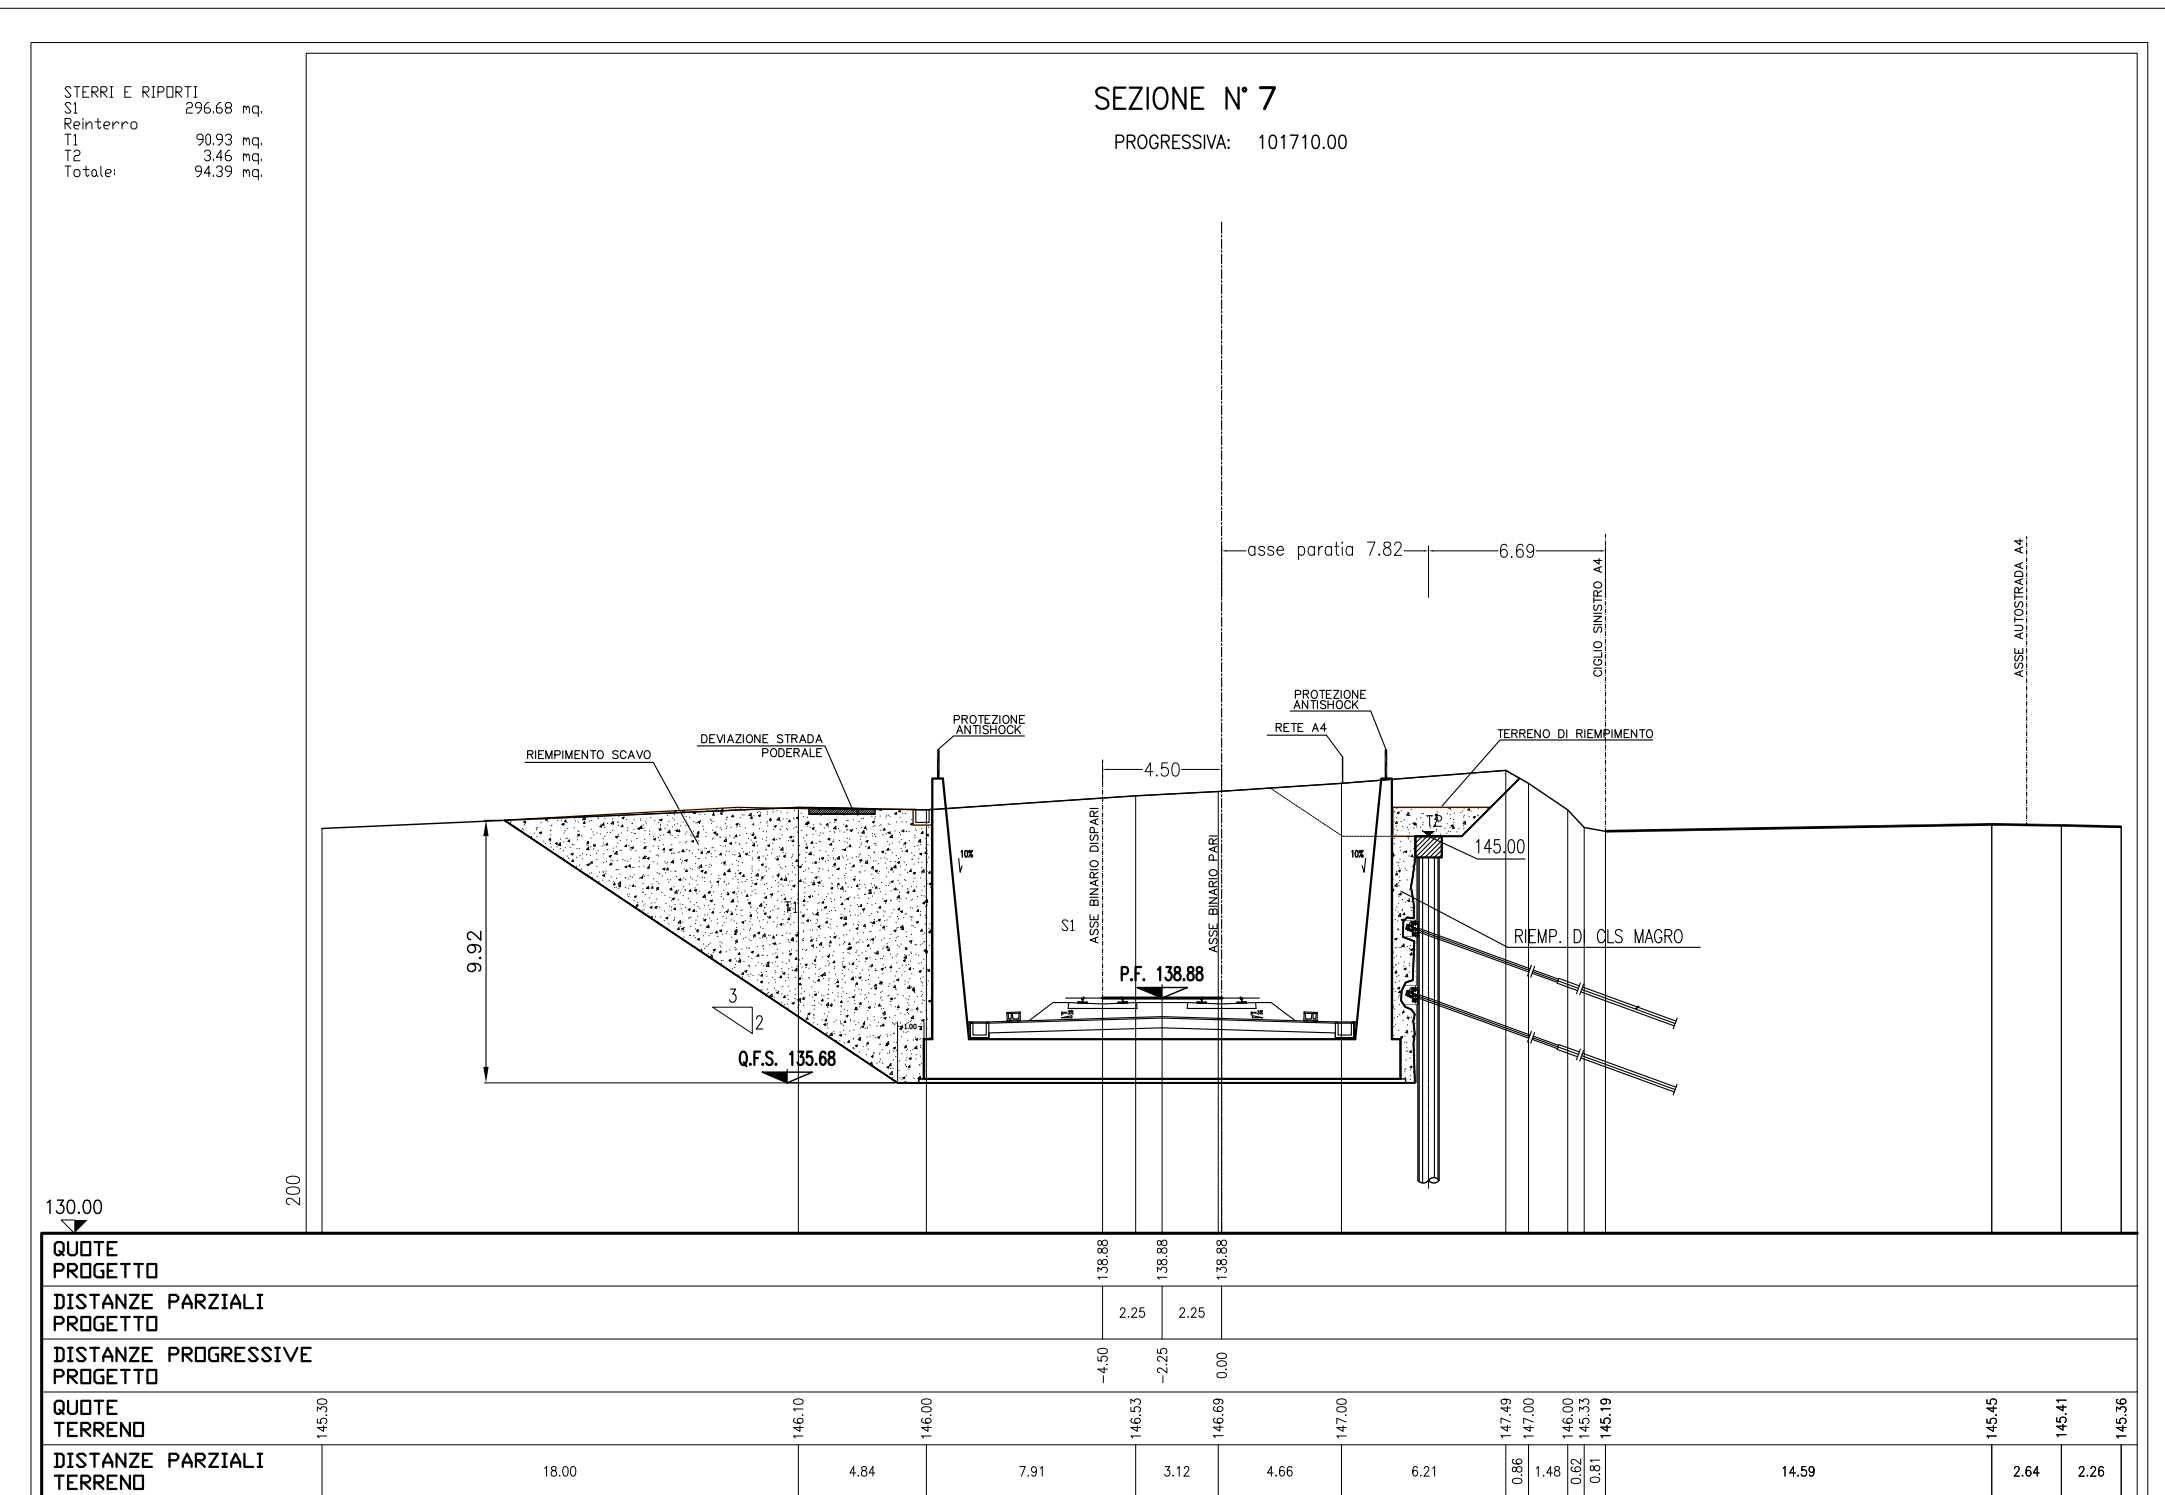 STERRI E RIPORTI
S1 296.68 mq.
Reinterro
T1 90.93 mq.
T2 3.46 mq.
Totale: 94.39 mq.
SEZIONE N° 7
PROGRESSIVA: 101710.00
asse paratia 7.82
6.69
CIGLIO SINISTRO A4
ASSE AUTOSTRADA A4
PROTEZIONE
ANTISHOCK
PROTEZIONE
ANTISHOCK
RETE A4
DEVIAZIONE STRADA
PODERALE
TERRENO DI RIEMPIMENTO
RIEMPIMENTO SCAVO
4.50
T2
145.00
10%
10%
ASSE BINARIO DISPARI
ASSE BINARIO PARI
T1
S1
9.92
RIEMP. DI CLS MAGRO
P.F. 138.88
3
2
1.00
Q.F.S. 135.68
200
130.00
QUOTE
PROGETTO
138.88 138.88 138.88
DISTANZE PARZIALI
PROGETTO
2.25 2.25
DISTANZE PROGRESSIVE
PROGETTO
-4.50 -2.25 0.00
QUOTE
TERRENO
145.30 146.10 146.00 146.53 146.69 147.00 147.49 147.00 146.00 145.33 145.19 145.45 145.41 145.36
DISTANZE PARZIALI
TERRENO
18.00 4.84 7.91 3.12 4.66 6.21 0.86 1.48 0.62 0.81 14.59 2.64 2.26